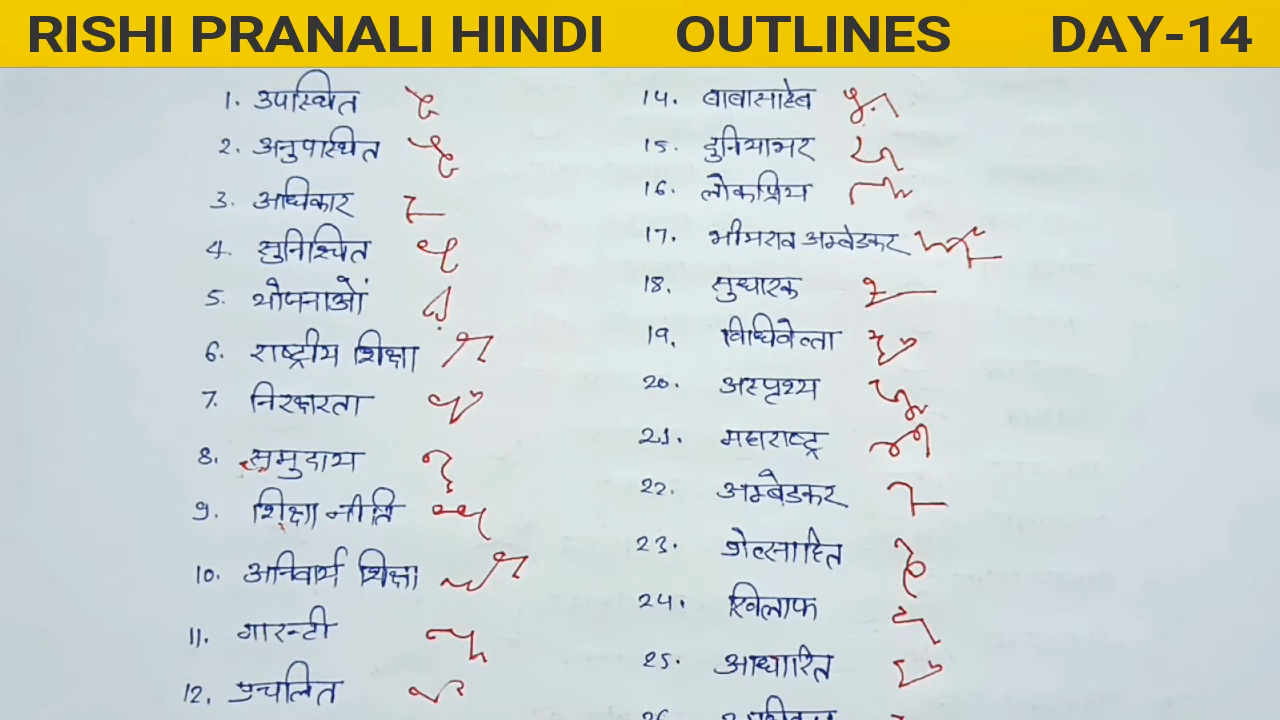 RISHI PRANALI HINDI OUTLINES DAY-14
1. उपस्थित
2. अनुपस्थित
3. अधिकार
4. सुनिश्चित
5. योजनाओं
6. राष्ट्रीय शिक्षा
7. निरक्षरता
8. समुदाय
9. शिक्षा नीति
10. अनिवार्य शिक्षा
11. गारन्टी
12. प्रचलित
14. बाबासाहेब
15. दुनियाभर
16. लोकप्रिय
17. भीमराव अम्बेडकर
18. सुधारक
19. विधिवेत्ता
20. अस्पृश्य
21. महाराष्ट्र
22. अम्बेडकर
23. प्रोत्साहित
24. खिलाफ
25. आधारित
26.